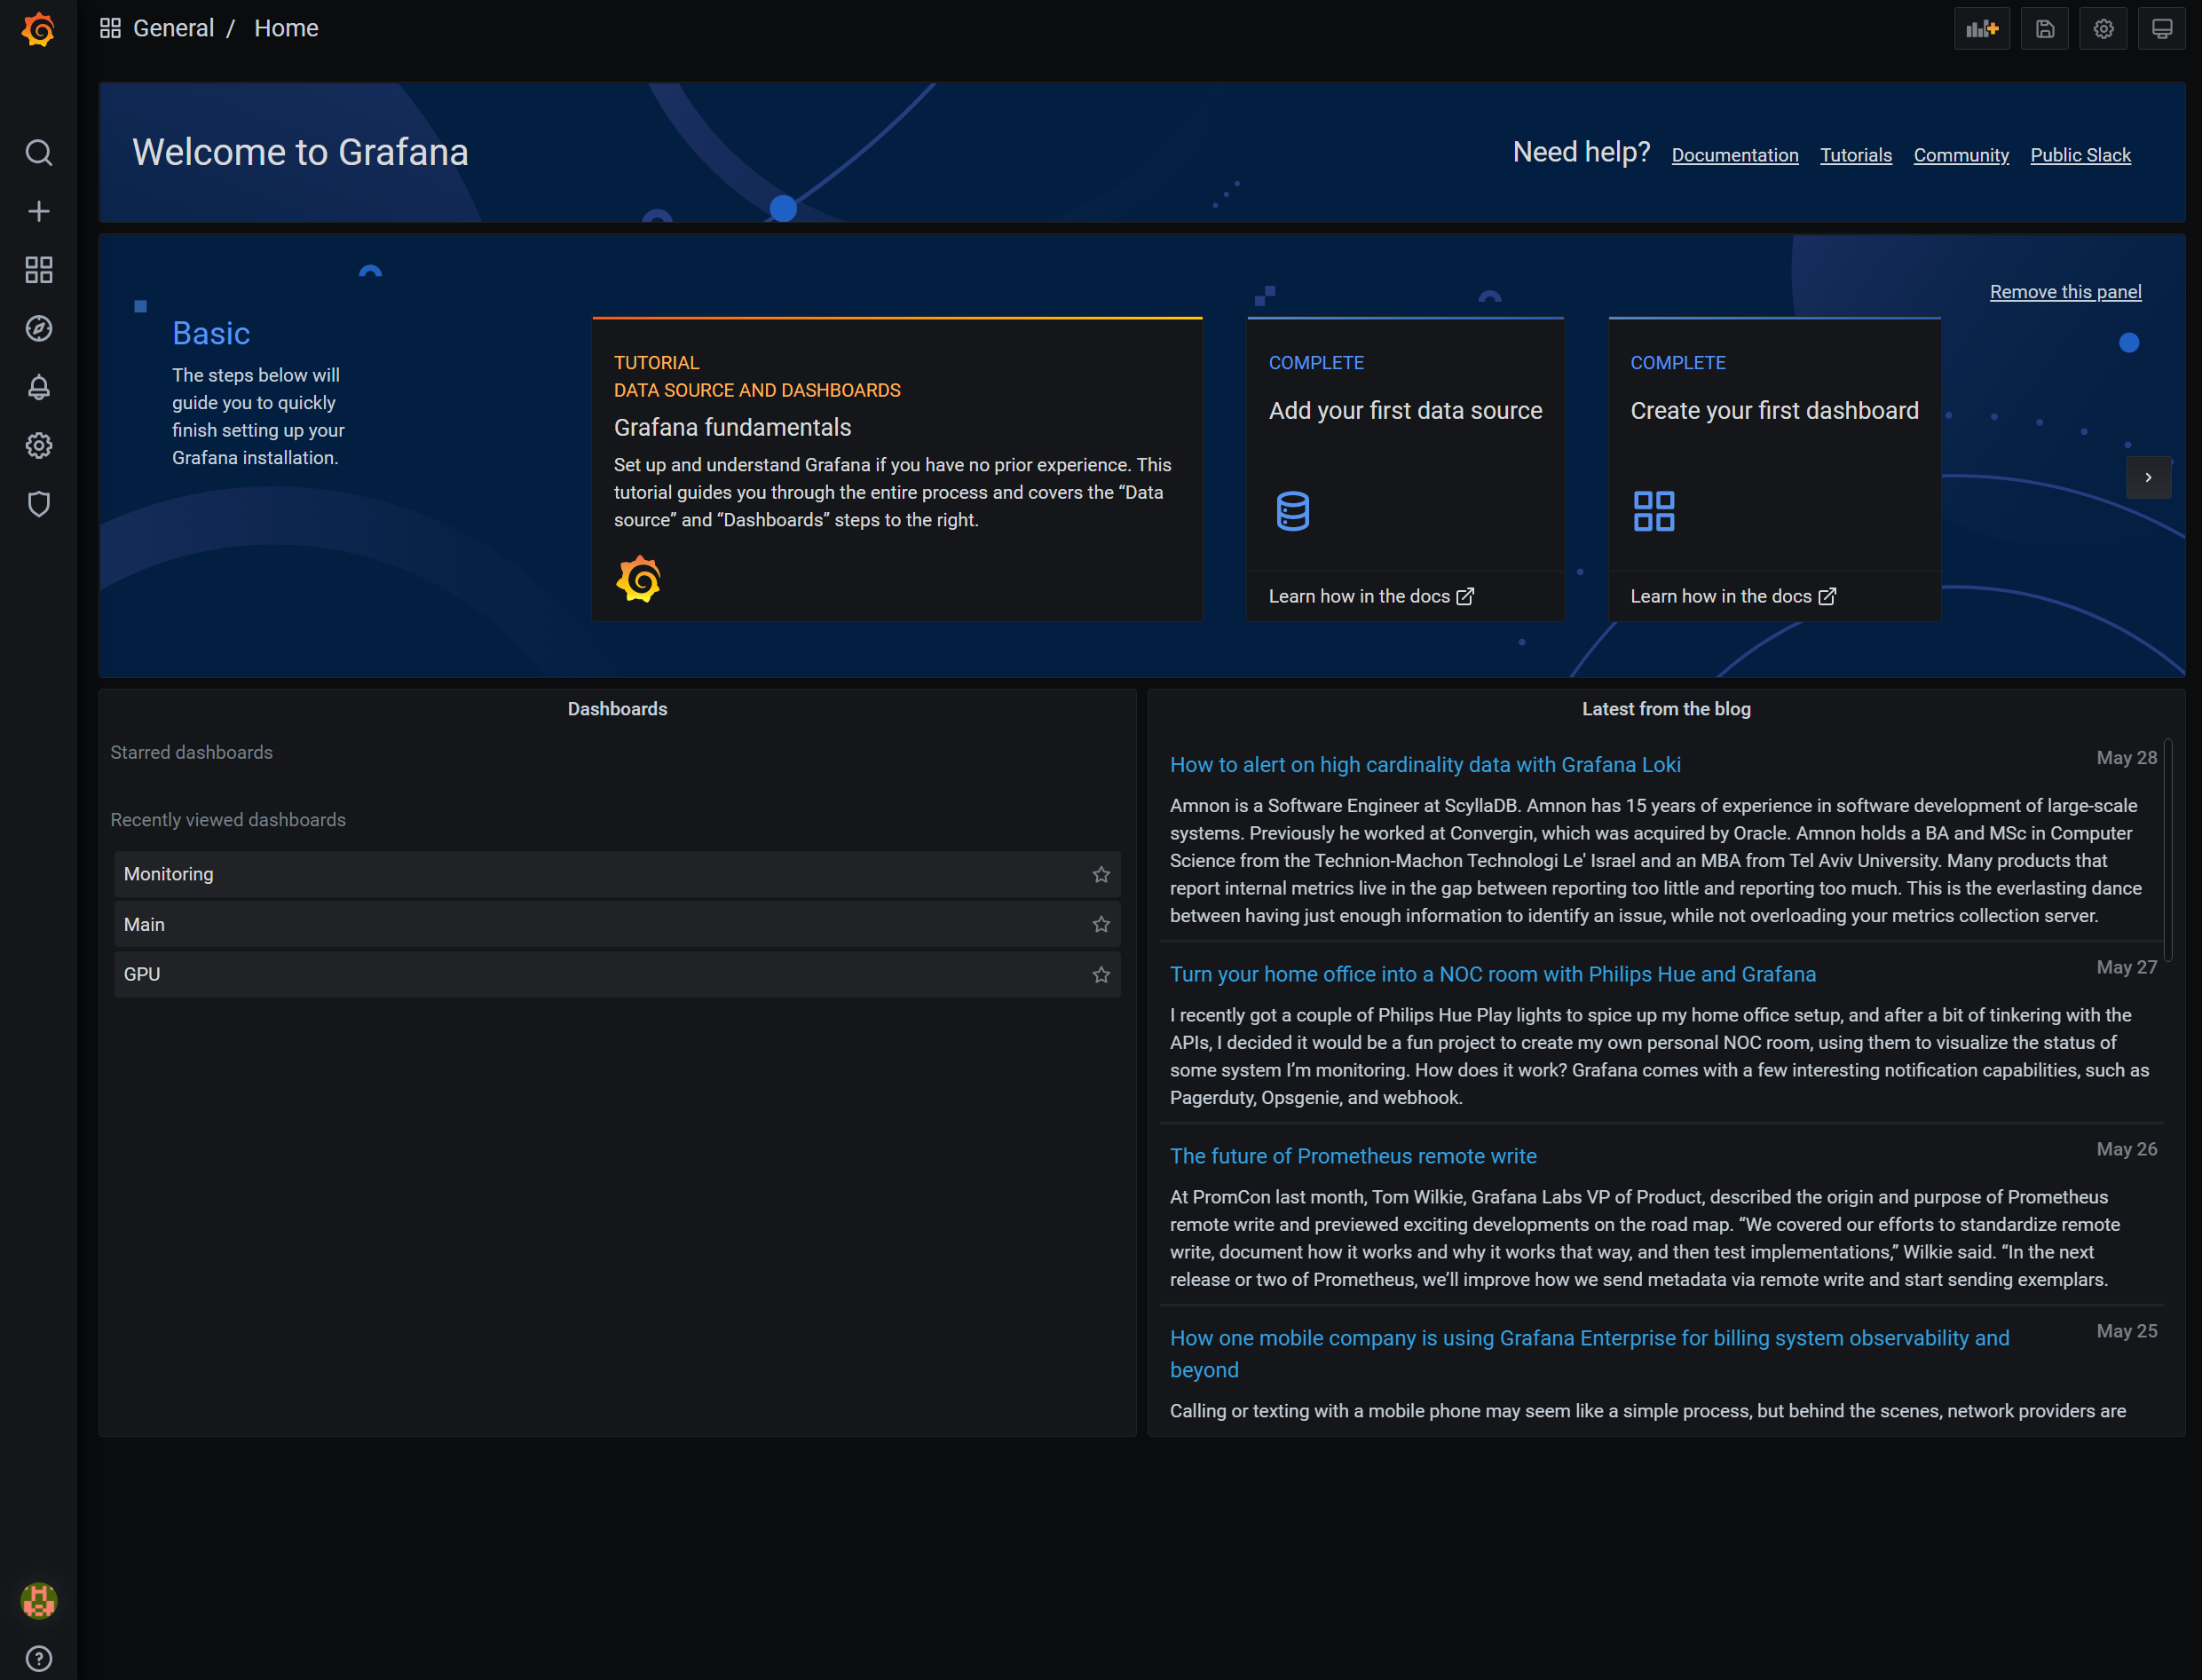 General / Home
Welcome to Grafana
Need help? Documentation Tutorials Community Public Slack
Remove this panel
Basic
The steps below will
guide you to quickly
finish setting up your
Grafana installation.
TUTORIAL
DATA SOURCE AND DASHBOARDS
Grafana fundamentals
Set up and understand Grafana if you have no prior experience. This
tutorial guides you through the entire process and covers the “Data
source” and “Dashboards” steps to the right.
COMPLETE
Add your first data source
Learn how in the docs
COMPLETE
Create your first dashboard
Learn how in the docs
Dashboards
Starred dashboards
Recently viewed dashboards
Monitoring
Main
GPU
Latest from the blog
How to alert on high cardinality data with Grafana Loki
May 28
Amnon is a Software Engineer at ScyllaDB. Amnon has 15 years of experience in software development of large-scale
systems. Previously he worked at Convergin, which was acquired by Oracle. Amnon holds a BA and MSc in Computer
Science from the Technion-Machon Technologi Le' Israel and an MBA from Tel Aviv University. Many products that
report internal metrics live in the gap between reporting too little and reporting too much. This is the everlasting dance
between having just enough information to identify an issue, while not overloading your metrics collection server.
Turn your home office into a NOC room with Philips Hue and Grafana
May 27
I recently got a couple of Philips Hue Play lights to spice up my home office setup, and after a bit of tinkering with the
APIs, I decided it would be a fun project to create my own personal NOC room, using them to visualize the status of
some system I’m monitoring. How does it work? Grafana comes with a few interesting notification capabilities, such as
Pagerduty, Opsgenie, and webhook.
The future of Prometheus remote write
May 26
At PromCon last month, Tom Wilkie, Grafana Labs VP of Product, described the origin and purpose of Prometheus
remote write and previewed exciting developments on the road map. “We covered our efforts to standardize remote
write, document how it works and why it works that way, and then test implementations,” Wilkie said. “In the next
release or two of Prometheus, we’ll improve how we send metadata via remote write and start sending exemplars.
How one mobile company is using Grafana Enterprise for billing system observability and
beyond
May 25
Calling or texting with a mobile phone may seem like a simple process, but behind the scenes, network providers are